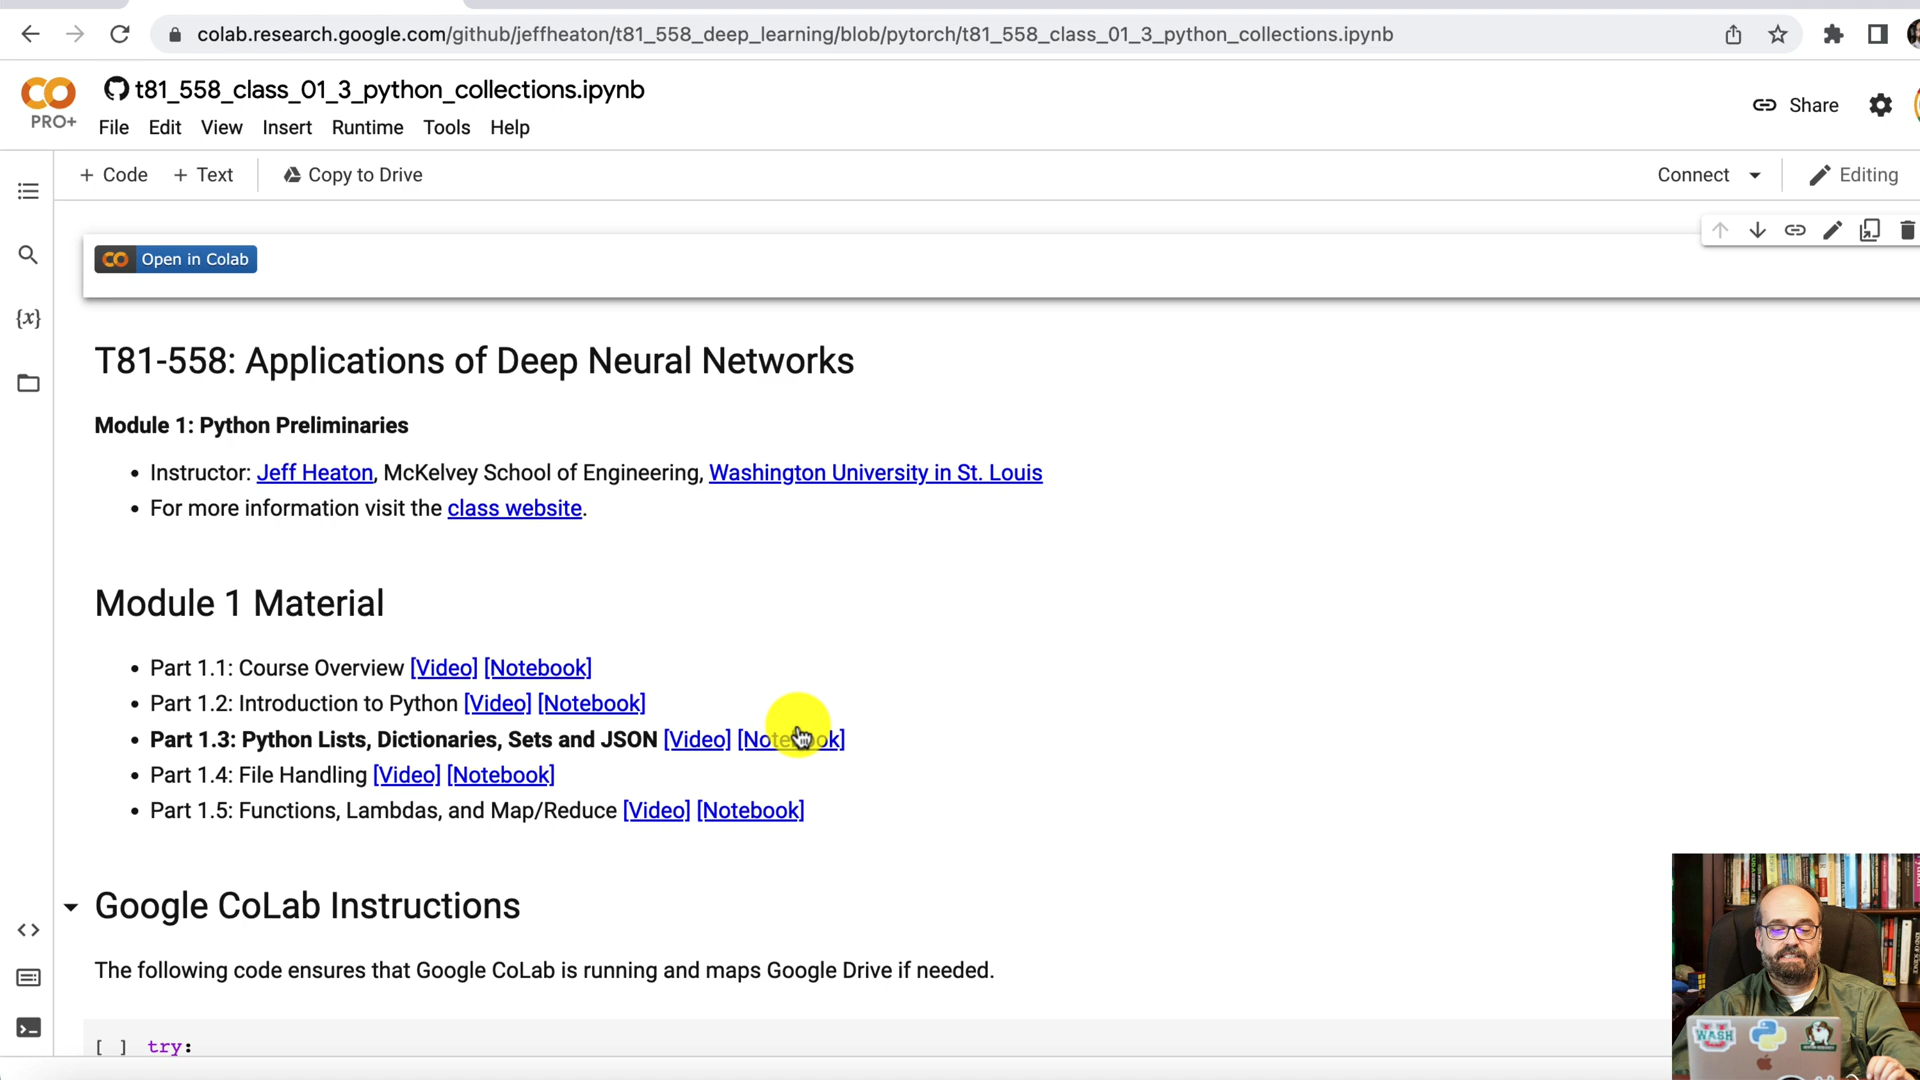 colab.research.google.com/github/jeffheaton/t81_558_deep_learning/blob/pytorch/t81_558_class_01_3_python_collections.ipynb
CO
PRO+
t81_558_class_01_3_python_collections.ipynb
File Edit View Insert Runtime Tools Help
Share
+ Code + Text Copy to Drive
Connect
Editing
Open in Colab
{x}
T81-558: Applications of Deep Neural Networks
Module 1: Python Preliminaries
• Instructor: Jeff Heaton, McKelvey School of Engineering, Washington University in St. Louis
• For more information visit the class website.
Module 1 Material
• Part 1.1: Course Overview [Video] [Notebook]
• Part 1.2: Introduction to Python [Video] [Notebook]
• Part 1.3: Python Lists, Dictionaries, Sets and JSON [Video] [Notebook]
• Part 1.4: File Handling [Video] [Notebook]
• Part 1.5: Functions, Lambdas, and Map/Reduce [Video] [Notebook]
Google CoLab Instructions
The following code ensures that Google CoLab is running and maps Google Drive if needed.
[ ] try:
WASH